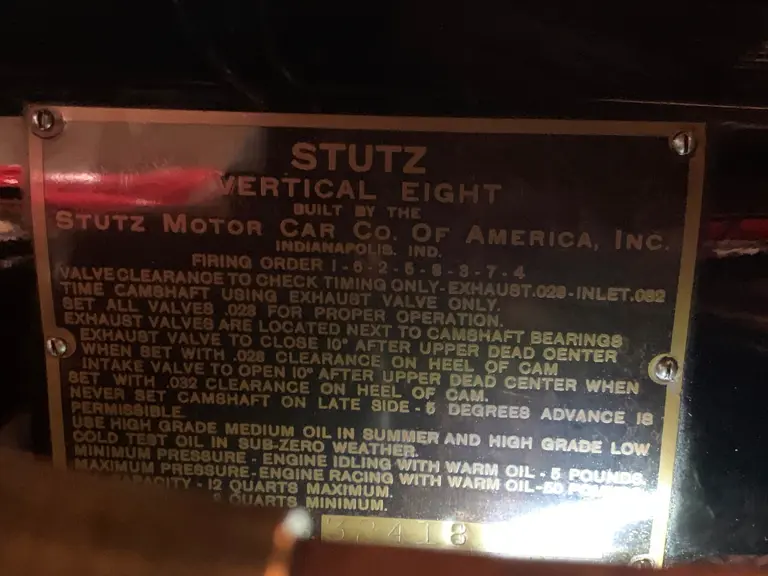 STUTZ
VERTICAL EIGHT
BUILT BY THE
STUTZ MOTOR CAR CO. OF AMERICA, INC.
INDIANAPOLIS. IND.
FIRING ORDER 1-6-2-5-8-3-7-4
VALVE CLEARANCE TO CHECK TIMING ONLY-EXHAUST.028-INLET.032
TIME CAMSHAFT USING EXHAUST VALVE ONLY.
SET ALL VALVES .028 FOR PROPER OPERATION.
EXHAUST VALVES ARE LOCATED NEXT TO CAMSHAFT BEARINGS
EXHAUST VALVE TO CLOSE 10° AFTER UPPER DEAD CENTER
WHEN SET WITH .028 CLEARANCE ON HEEL OF CAM
INTAKE VALVE TO OPEN 10° AFTER UPPER DEAD CENTER WHEN
SET WITH .032 CLEARANCE ON HEEL OF CAM.
NEVER SET CAMSHAFT ON LATE SIDE - 5 DEGREES ADVANCE IS
PERMISSIBLE.
USE HIGH GRADE MEDIUM OIL IN SUMMER AND HIGH GRADE LOW
COLD TEST OIL IN SUB-ZERO WEATHER.
MINIMUM PRESSURE - ENGINE IDLING WITH WARM OIL - 5 POUNDS
MAXIMUM PRESSURE-ENGINE RACING WITH WARM OIL-50
CAPACITY - 12 QUARTS MAXIMUM.
QUARTS MINIMUM.
32418